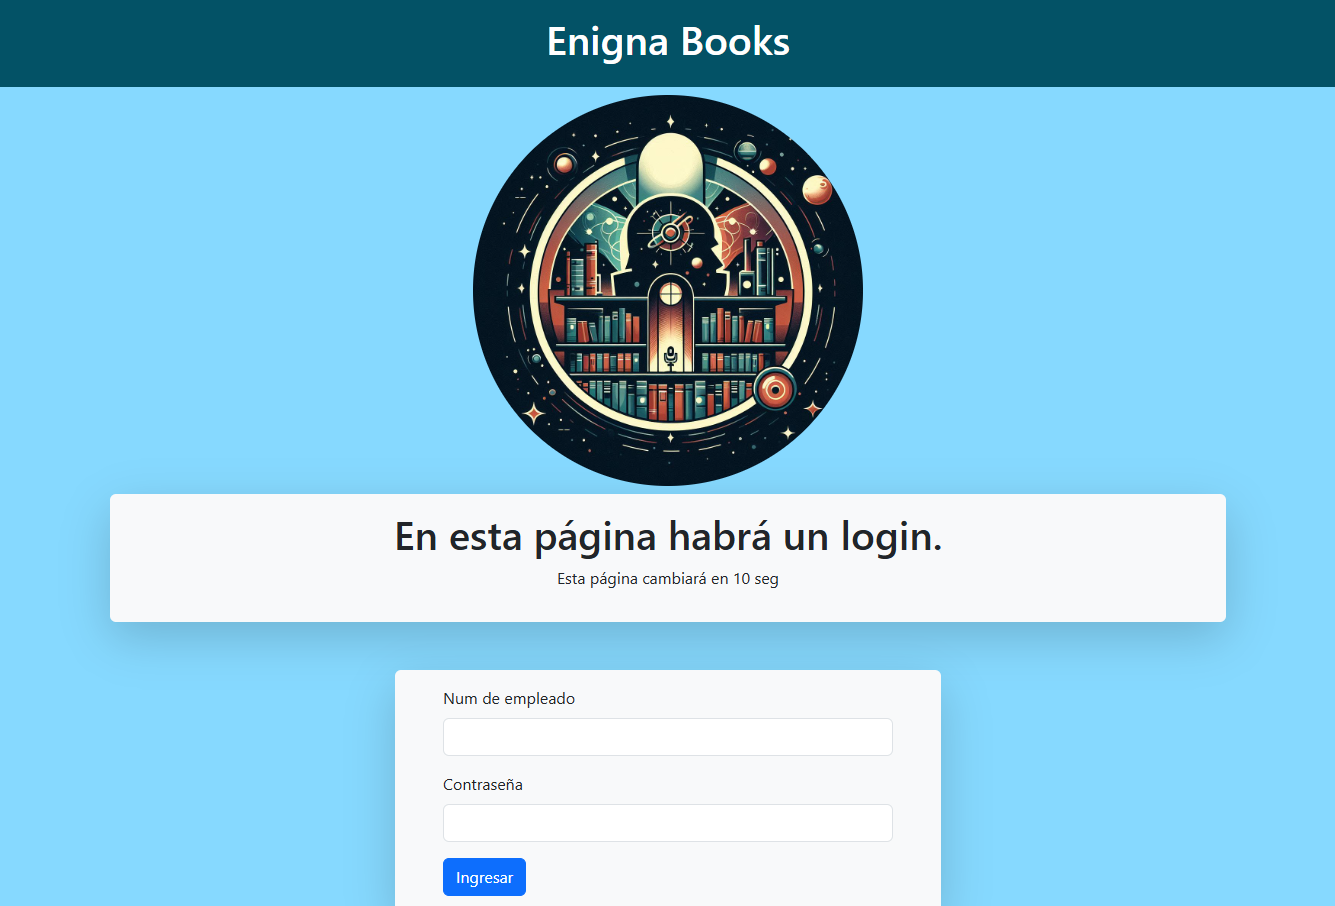 Enigna Books
En esta página habrá un login.
Esta página cambiará en 10 seg
Num de empleado
Contraseña
Ingresar